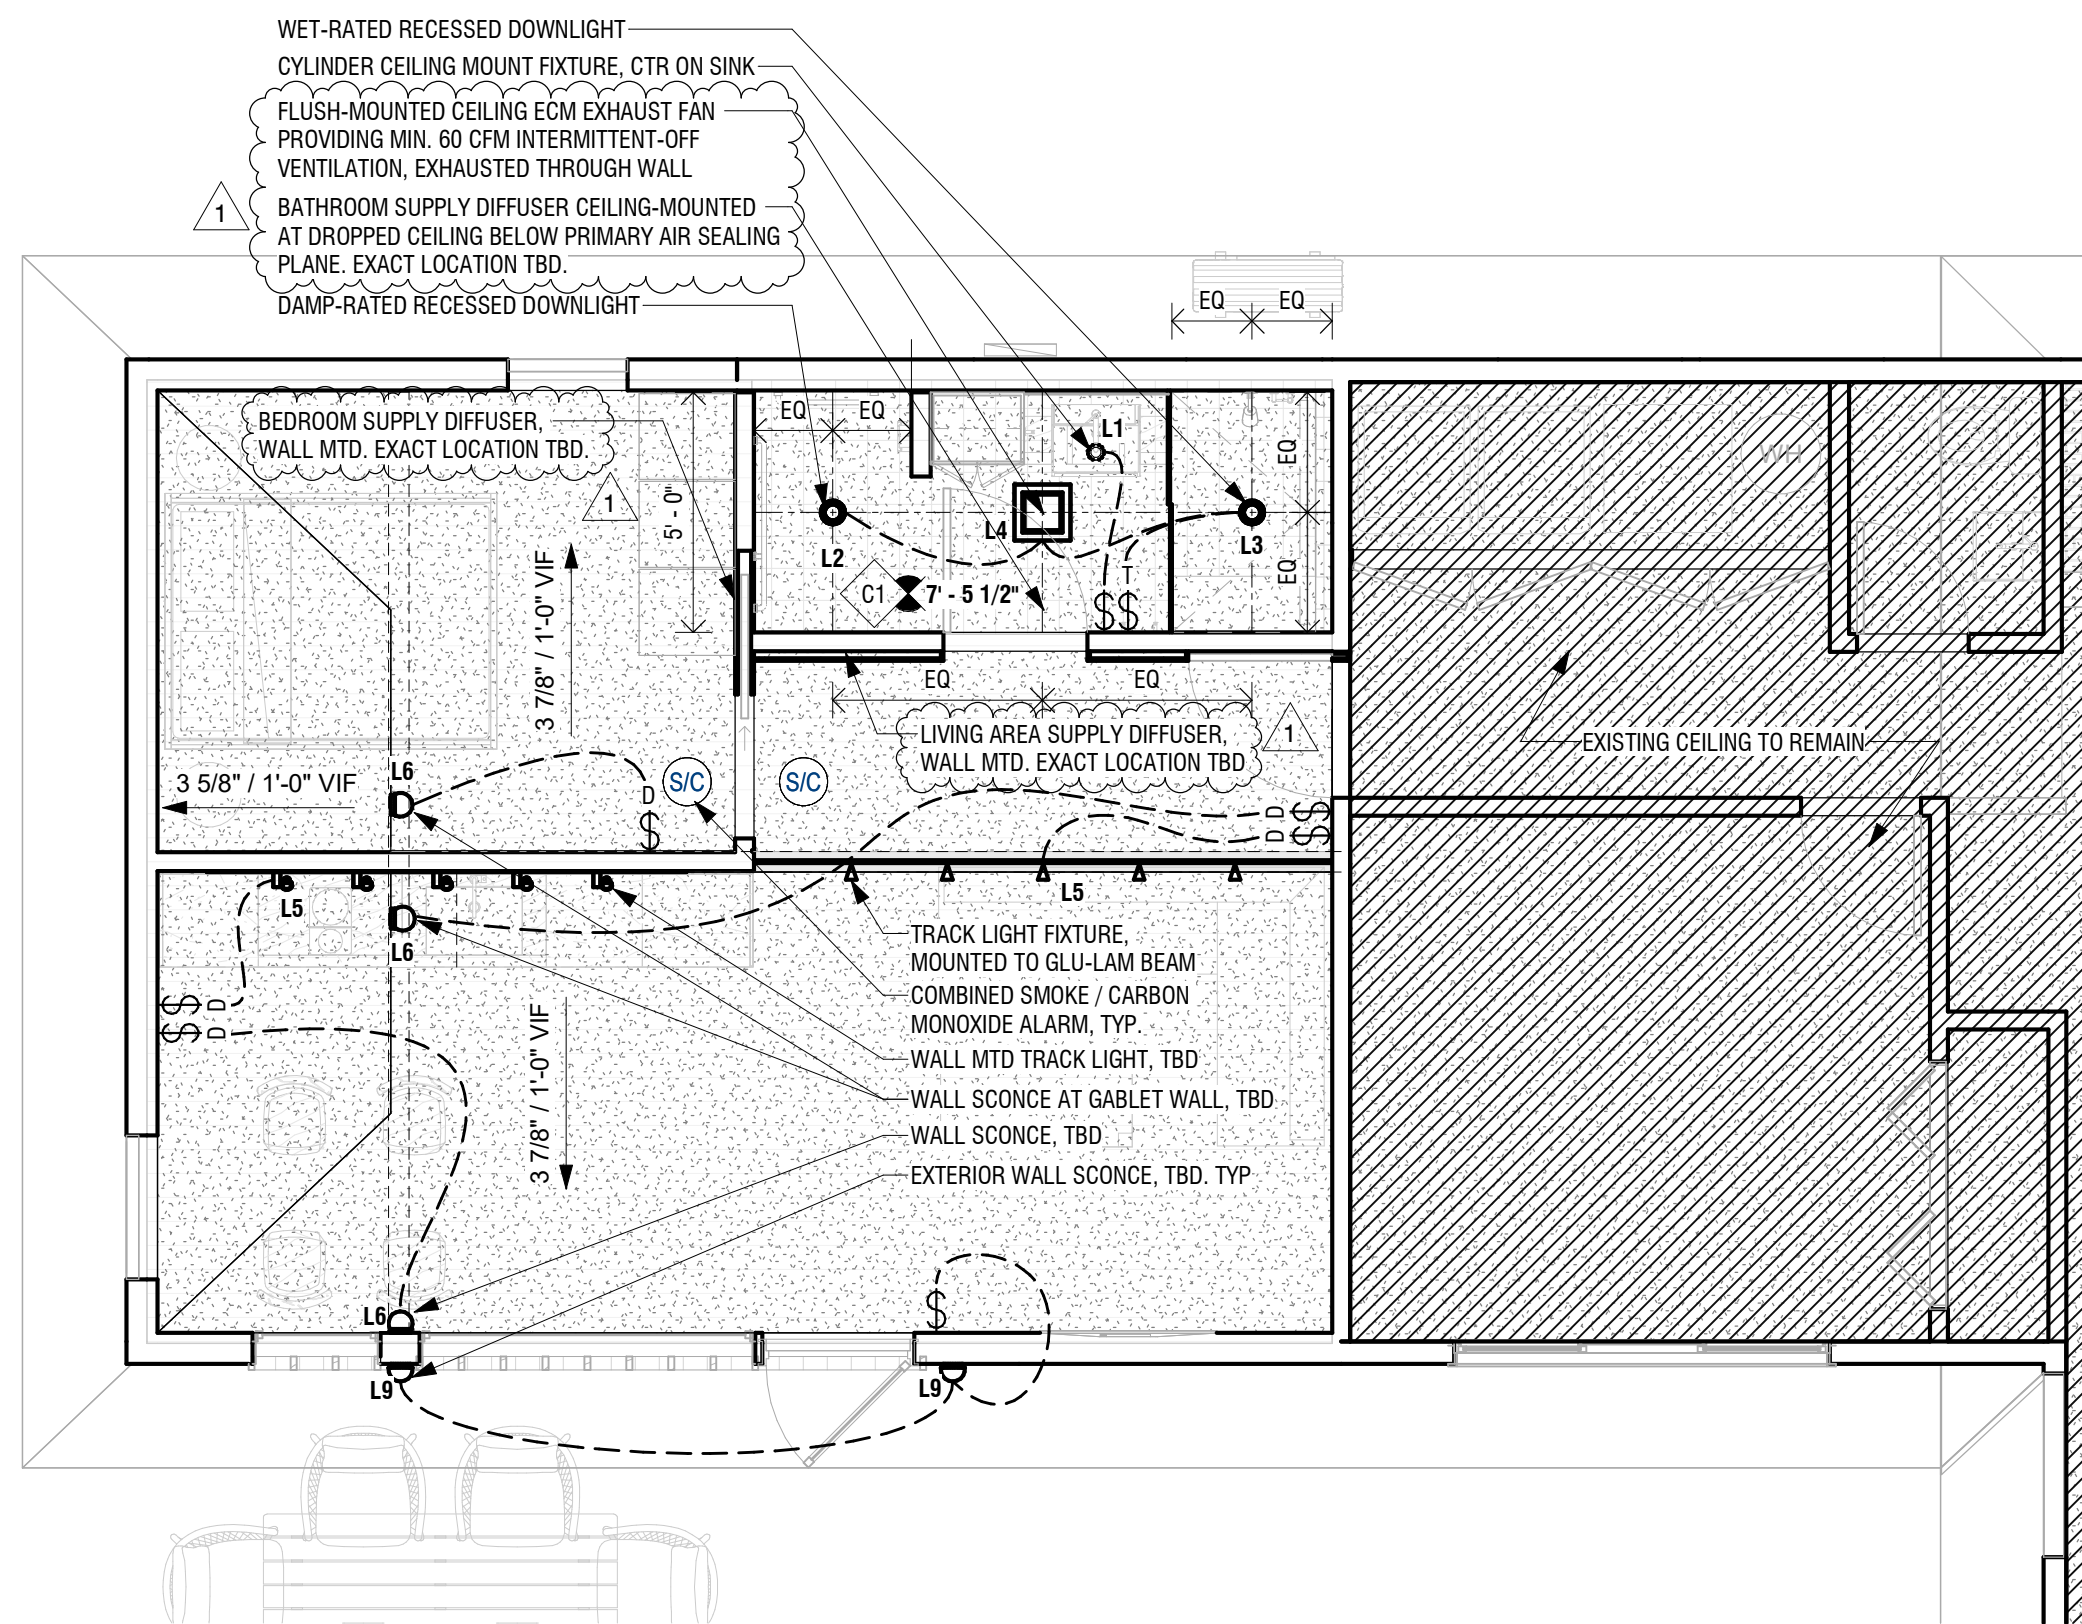 WET-RATED RECESSED DOWNLIGHT
CYLINDER CEILING MOUNT FIXTURE, CTR ON SINK
FLUSH-MOUNTED CEILING ECM EXHAUST FAN
PROVIDING MIN. 60 CFM INTERMITTENT-OFF
VENTILATION, EXHAUSTED THROUGH WALL
1
BATHROOM SUPPLY DIFFUSER CEILING-MOUNTED
AT DROPPED CEILING BELOW PRIMARY AIR SEALING
PLANE. EXACT LOCATION TBD.
DAMP-RATED RECESSED DOWNLIGHT
EQ EQ
BEDROOM SUPPLY DIFFUSER,
WALL MTD. EXACT LOCATION TBD.
1
5' - 0"
EQ EQ
L1
EQ
WH
L4
L2
L3
EQ
T
$ $
C1
7' - 5 1/2"
3 7/8" / 1'-0" VIF
EQ EQ
LIVING AREA SUPPLY DIFFUSER,
WALL MTD. EXACT LOCATION TBD
1
EXISTING CEILING TO REMAIN
3 5/8" / 1'-0" VIF
L6
S/C
S/C
D
$
D $
D $
L5
L5
L6
$ D
$ D
TRACK LIGHT FIXTURE,
MOUNTED TO GLU-LAM BEAM
COMBINED SMOKE / CARBON
MONOXIDE ALARM, TYP.
WALL MTD TRACK LIGHT, TBD
WALL SCONCE AT GABLET WALL, TBD
WALL SCONCE, TBD
EXTERIOR WALL SCONCE, TBD. TYP
3 7/8" / 1'-0" VIF
L6
$
L9
L9